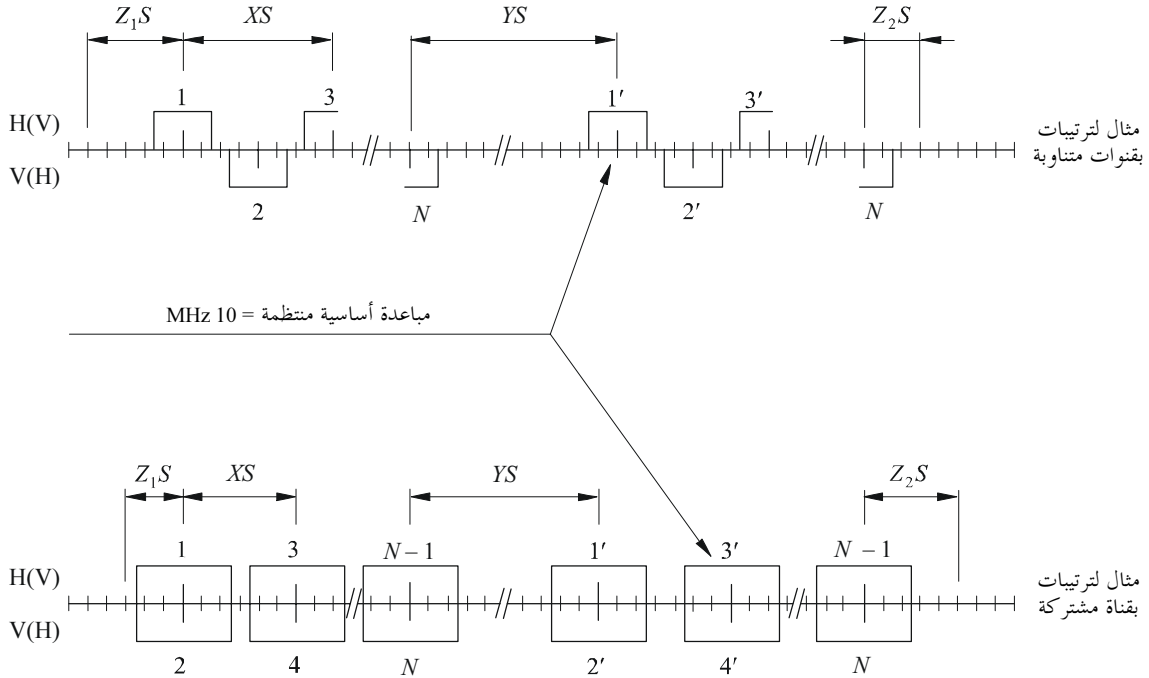 Z₁S XS YS Z₂S
1 3 1′ 3′
H(V)
V(H)
مثال لترتيبات
بقنوات متناوبة
2 N 2′ N
مباعدة أساسية منتظمة = 10 MHz
Z₁S XS YS Z₂S
1 3 N – 1 1′ 3′ N – 1
H(V)
V(H)
مثال لترتيبات
بقناة مشتركة
2 4 N 2′ 4′ N